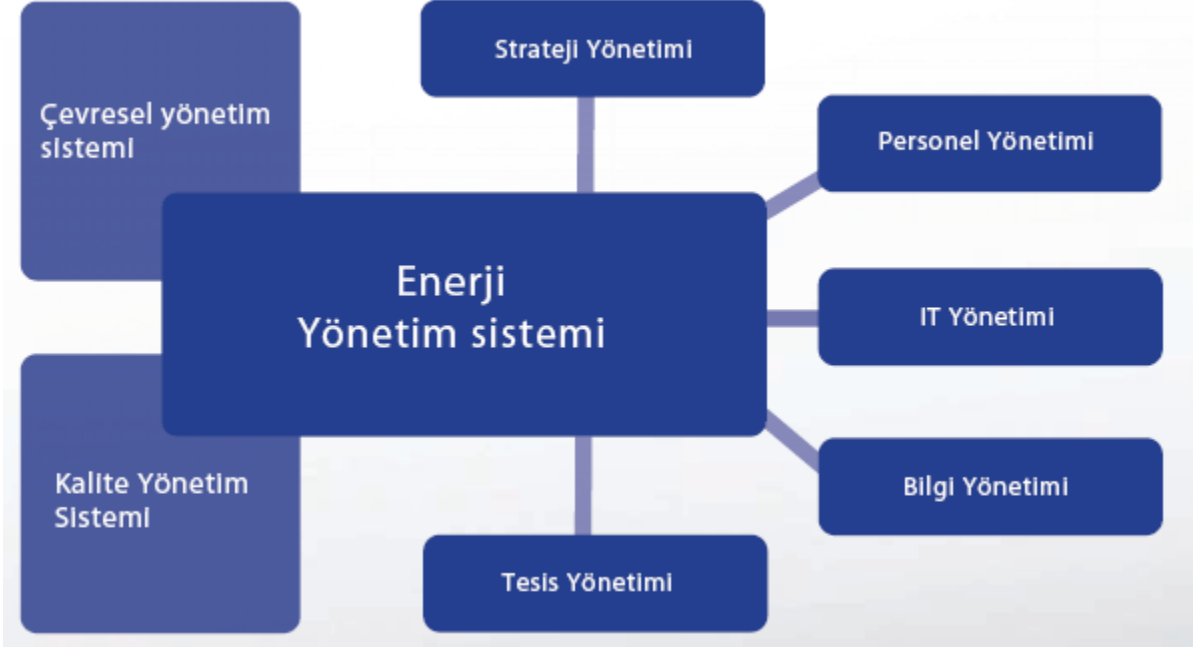 Strateji Yönetimi
Çevresel yönetim
sistemi
Personel Yönetimi
Enerji
Yönetim sistemi
IT Yönetimi
Kalite Yönetim
Sistemi
Bilgi Yönetimi
Tesis Yönetimi